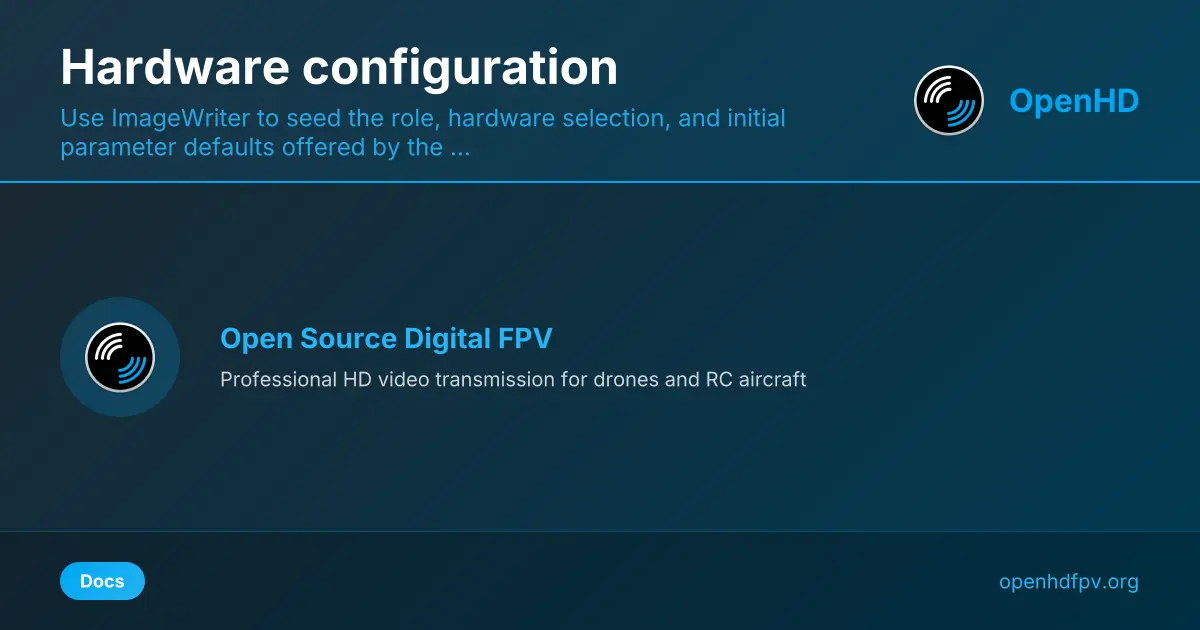 Hardware configuration
Use ImageWriter to seed the role, hardware selection, and initial
parameter defaults offered by the ...
OpenHD
Open Source Digital FPV
Professional HD video transmission for drones and RC aircraft
Docs
openhdfpv.org